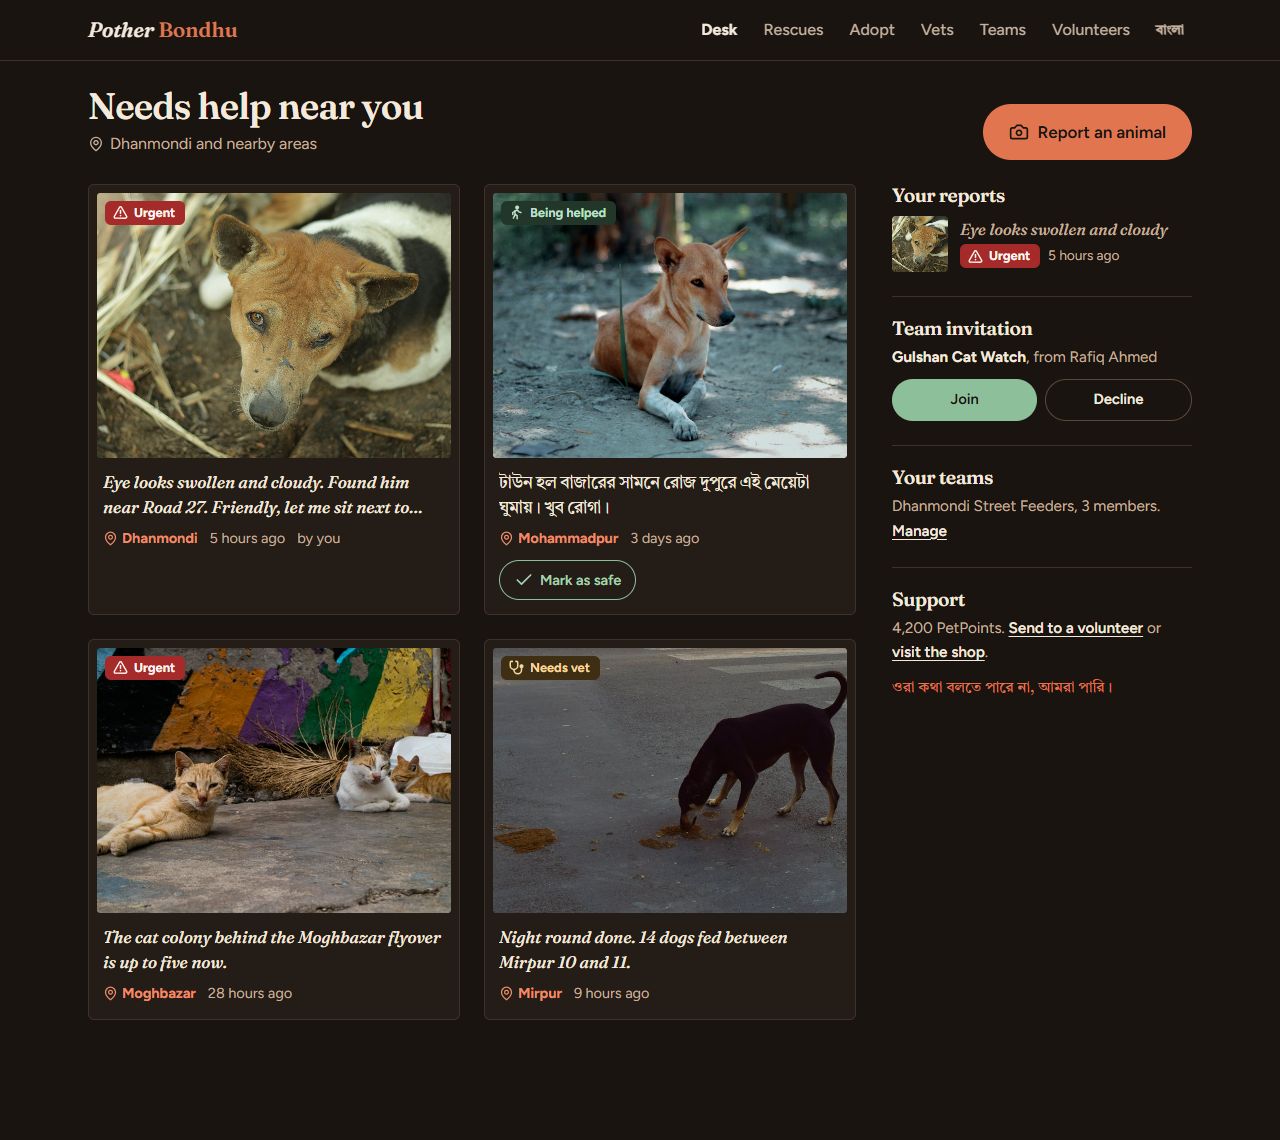 Pother Bondhu
Desk Rescues Adopt Vets Teams Volunteers বাংলা
Needs help near you
Dhanmondi and nearby areas
Report an animal
Urgent
Eye looks swollen and cloudy. Found him
near Road 27. Friendly, let me sit next to...
Dhanmondi 5 hours ago by you
Being helped
টাউন হল বাজারের সামনে রোজ দুপুরে এই মেয়েটা
ঘুমায়। খুব রোগা।
Mohammadpur 3 days ago
Mark as safe
Urgent
The cat colony behind the Moghbazar flyover
is up to five now.
Moghbazar 28 hours ago
Needs vet
Night round done. 14 dogs fed between
Mirpur 10 and 11.
Mirpur 9 hours ago
Your reports
Eye looks swollen and cloudy
Urgent 5 hours ago
Team invitation
Gulshan Cat Watch, from Rafiq Ahmed
Join Decline
Your teams
Dhanmondi Street Feeders, 3 members.
Manage
Support
4,200 PetPoints. Send to a volunteer or
visit the shop.
ওরা কথা বলতে পারে না, আমরা পারি।